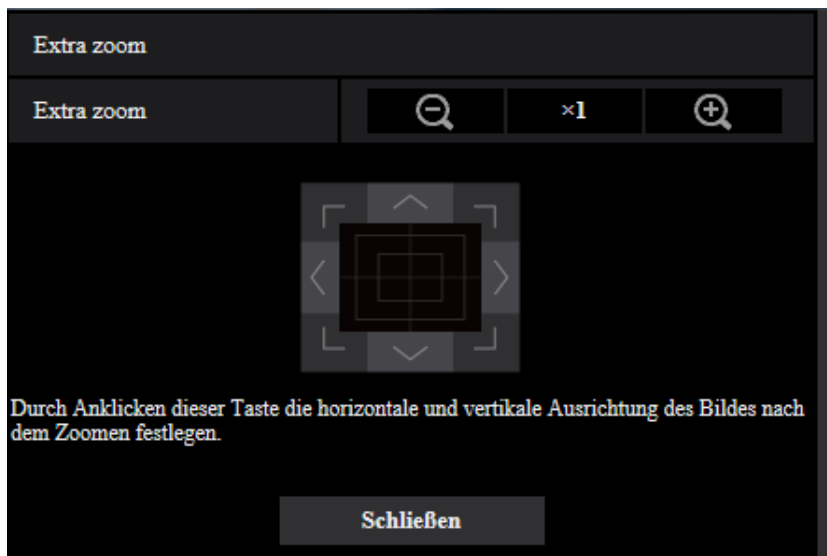 Extra zoom
Extra zoom
×1
Durch Anklicken dieser Taste die horizontale und vertikale Ausrichtung des Bildes nach
dem Zoomen festlegen.
Schließen